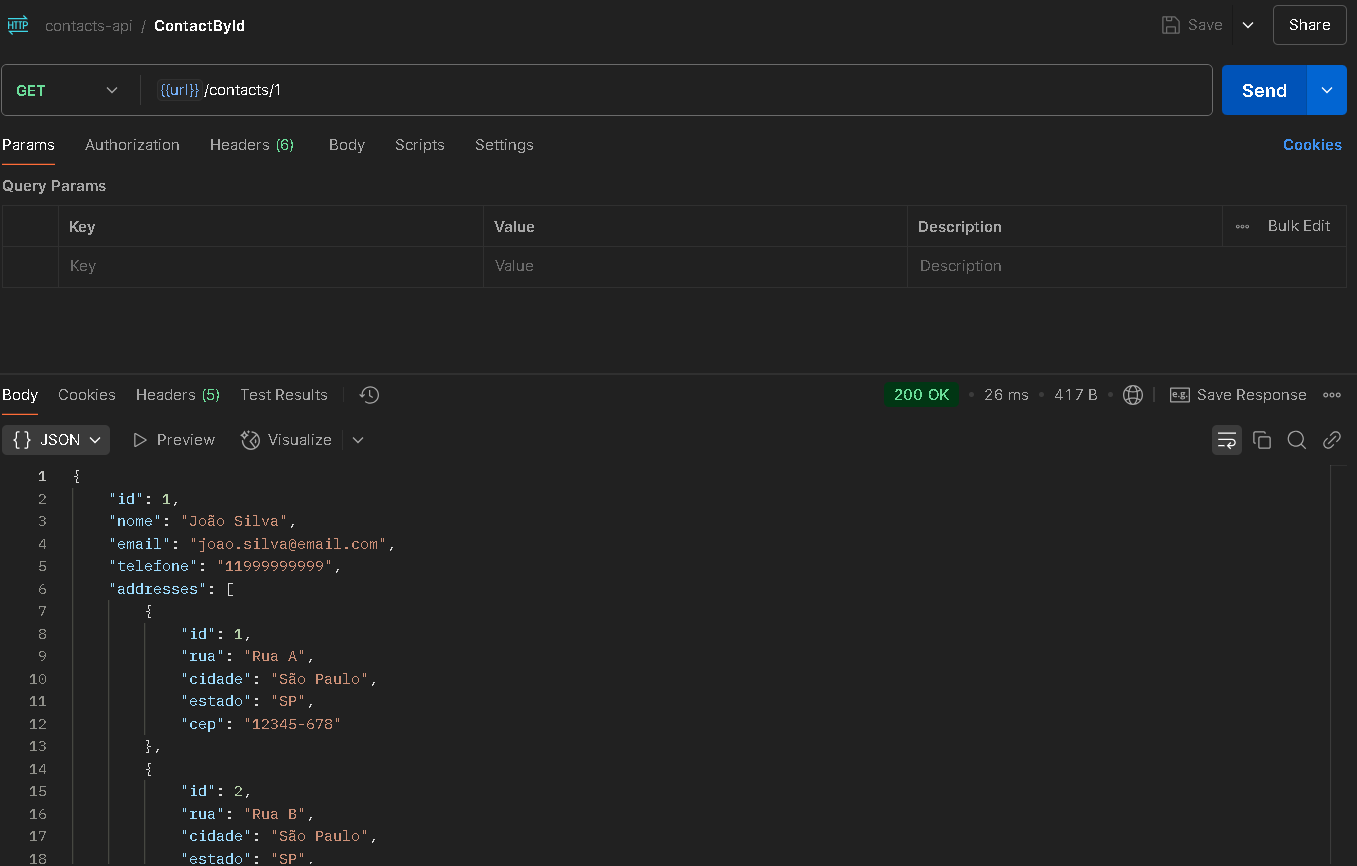 HTTP contacts-api / ContactById Save Share
GET {{url}} /contacts/1 Send
Params Authorization Headers (6) Body Scripts Settings Cookies
Query Params
Key Value Description Bulk Edit
Key Value Description
Body Cookies Headers (5) Test Results 200 OK • 26 ms • 417 B • e.g. Save Response
{} JSON Preview Visualize
1 {
2 "id": 1,
3 "nome": "João Silva",
4 "email": "joao.silva@email.com",
5 "telefone": "11999999999",
6 "addresses": [
7 {
8 "id": 1,
9 "rua": "Rua A",
10 "cidade": "São Paulo",
11 "estado": "SP",
12 "cep": "12345-678"
13 },
14 {
15 "id": 2,
16 "rua": "Rua B",
17 "cidade": "São Paulo",
18 "estado": "SP",